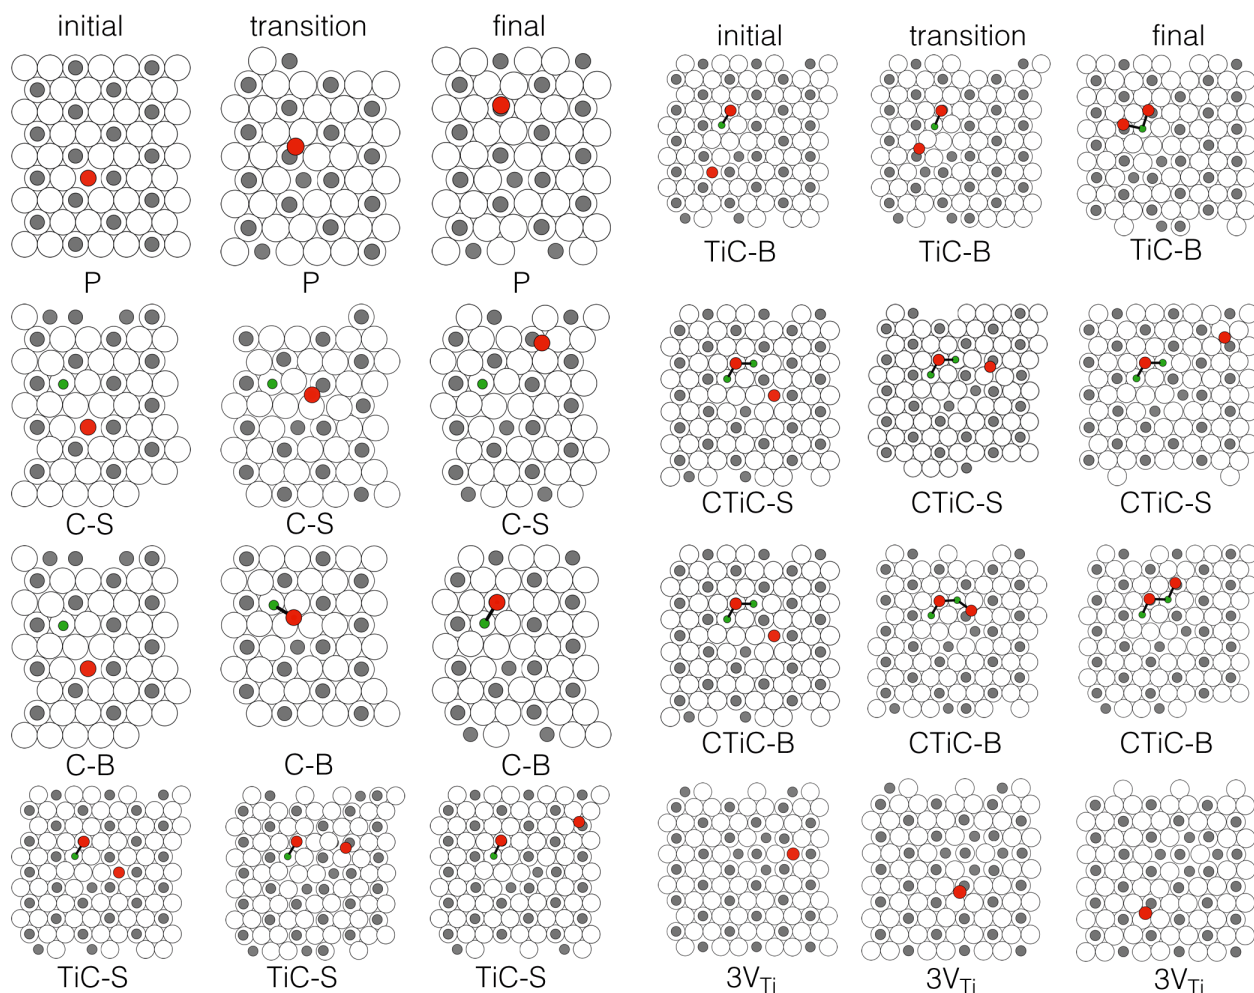 initial transition final
P P P
C-S C-S C-S
C-B C-B C-B
TiC-S TiC-S TiC-S
initial transition final
TiC-B TiC-B TiC-B
CTiC-S CTiC-S CTiC-S
CTiC-B CTiC-B CTiC-B
3VTi 3VTi 3VTi